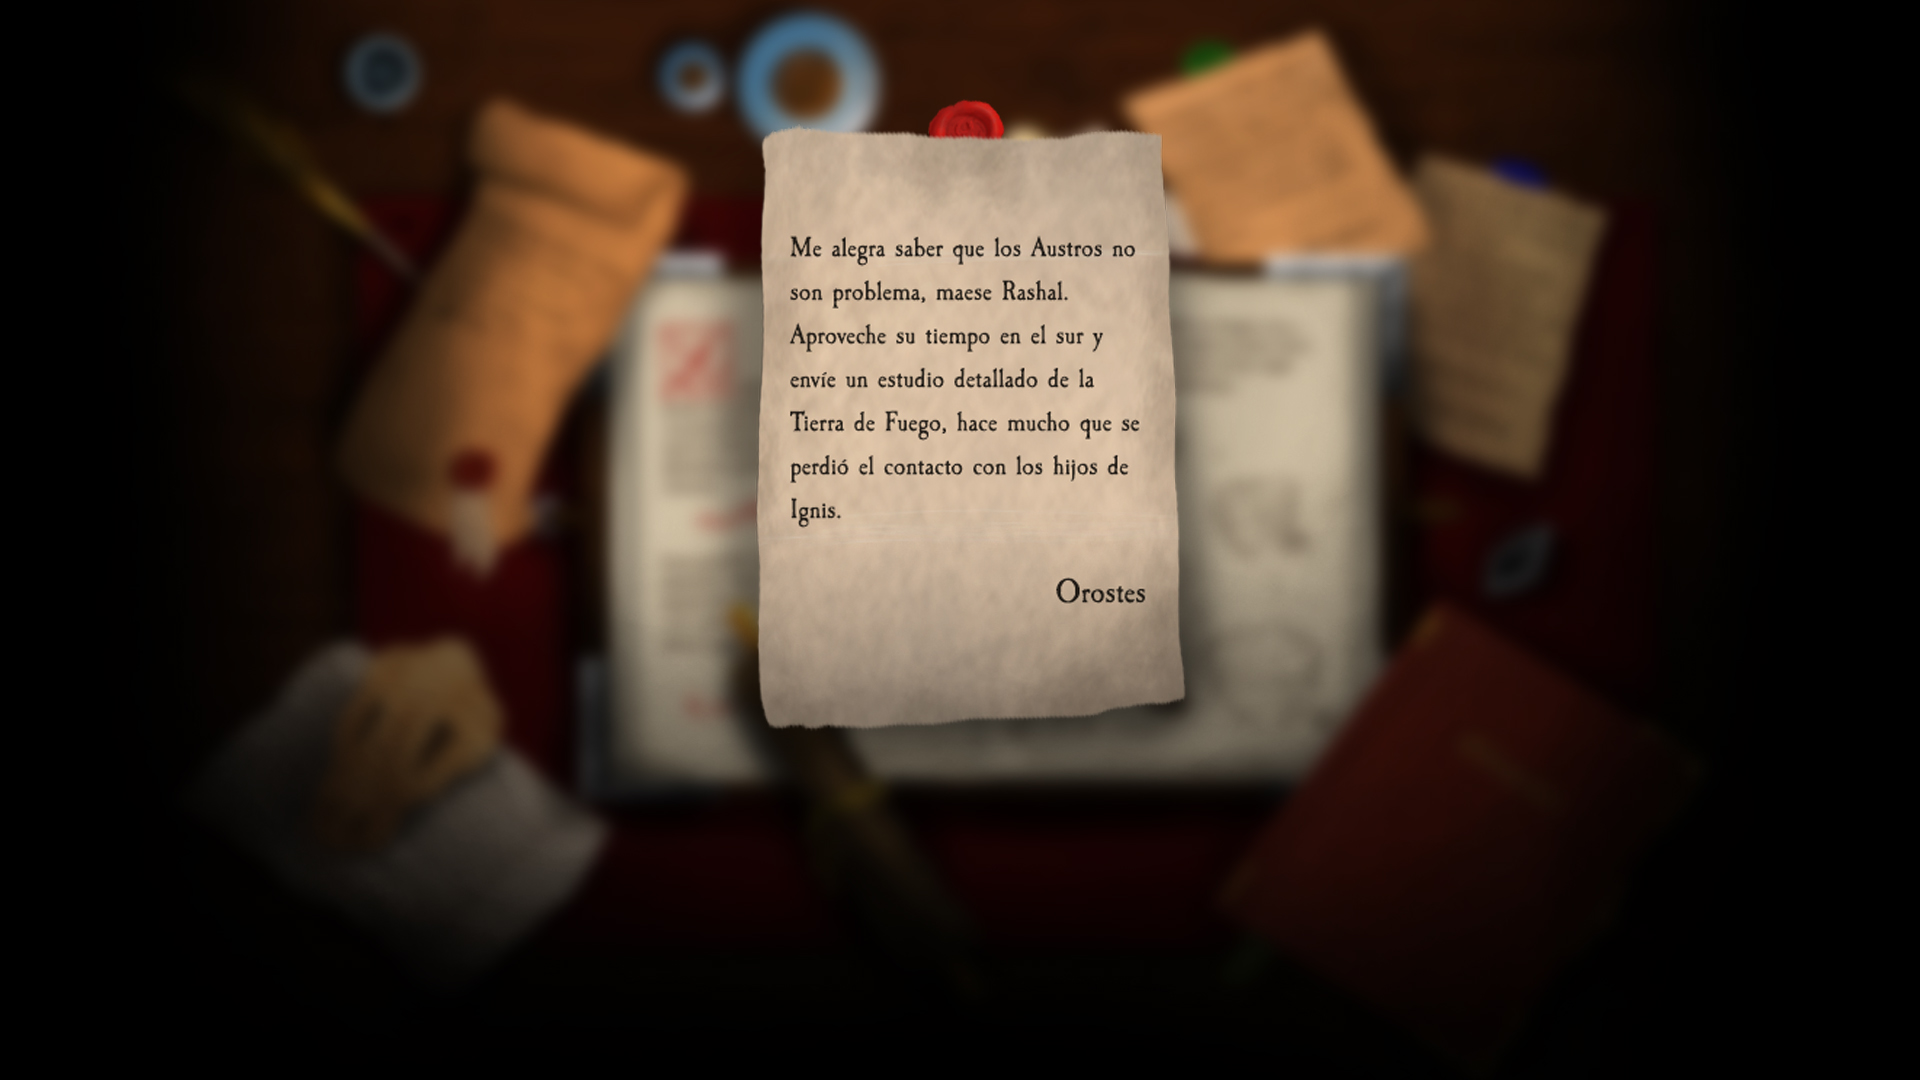 Me alegra saber que los Austros no
son problema, maese Rashal.
Aproveche su tiempo en el sur y
envíe un estudio detallado de la
Tierra de Fuego, hace mucho que se
perdió el contacto con los hijos de
Ignis.
Orostes